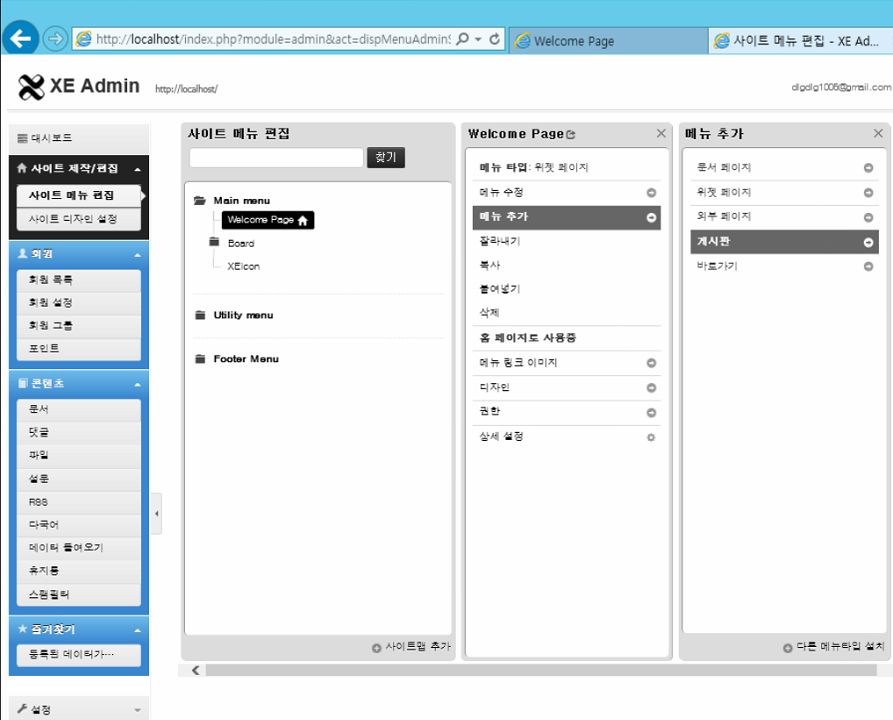 http://localhost/index.php?module=admin&act=dispMenuAdminS
Welcome Page
사이트 메뉴 편집 - XE Ad...
XE Admin
http://localhost/
digdig1006@gmail.com
대시보드
사이트 제작/편집
사이트 메뉴 편집
사이트 디자인 설정
회원
회원 목록
회원 설정
회원 그룹
포인트
콘텐츠
문서
댓글
파일
설문
RSS
다국어
데이터 들여오기
휴지통
스팸필터
즐겨찾기
등록된 데이터가…
설정
사이트 메뉴 편집
찾기
Main menu
Welcome Page
Board
XEIcon
Utility menu
Footer Menu
사이트맵 추가
Welcome Page
메뉴 타입: 위젯 페이지
메뉴 수정
메뉴 추가
잘라내기
복사
붙여넣기
삭제
홈 페이지로 사용중
메뉴 링크 이미지
디자인
권한
상세 설정
메뉴 추가
문서 페이지
위젯 페이지
외부 페이지
게시판
바로가기
다른 메뉴타입 설치